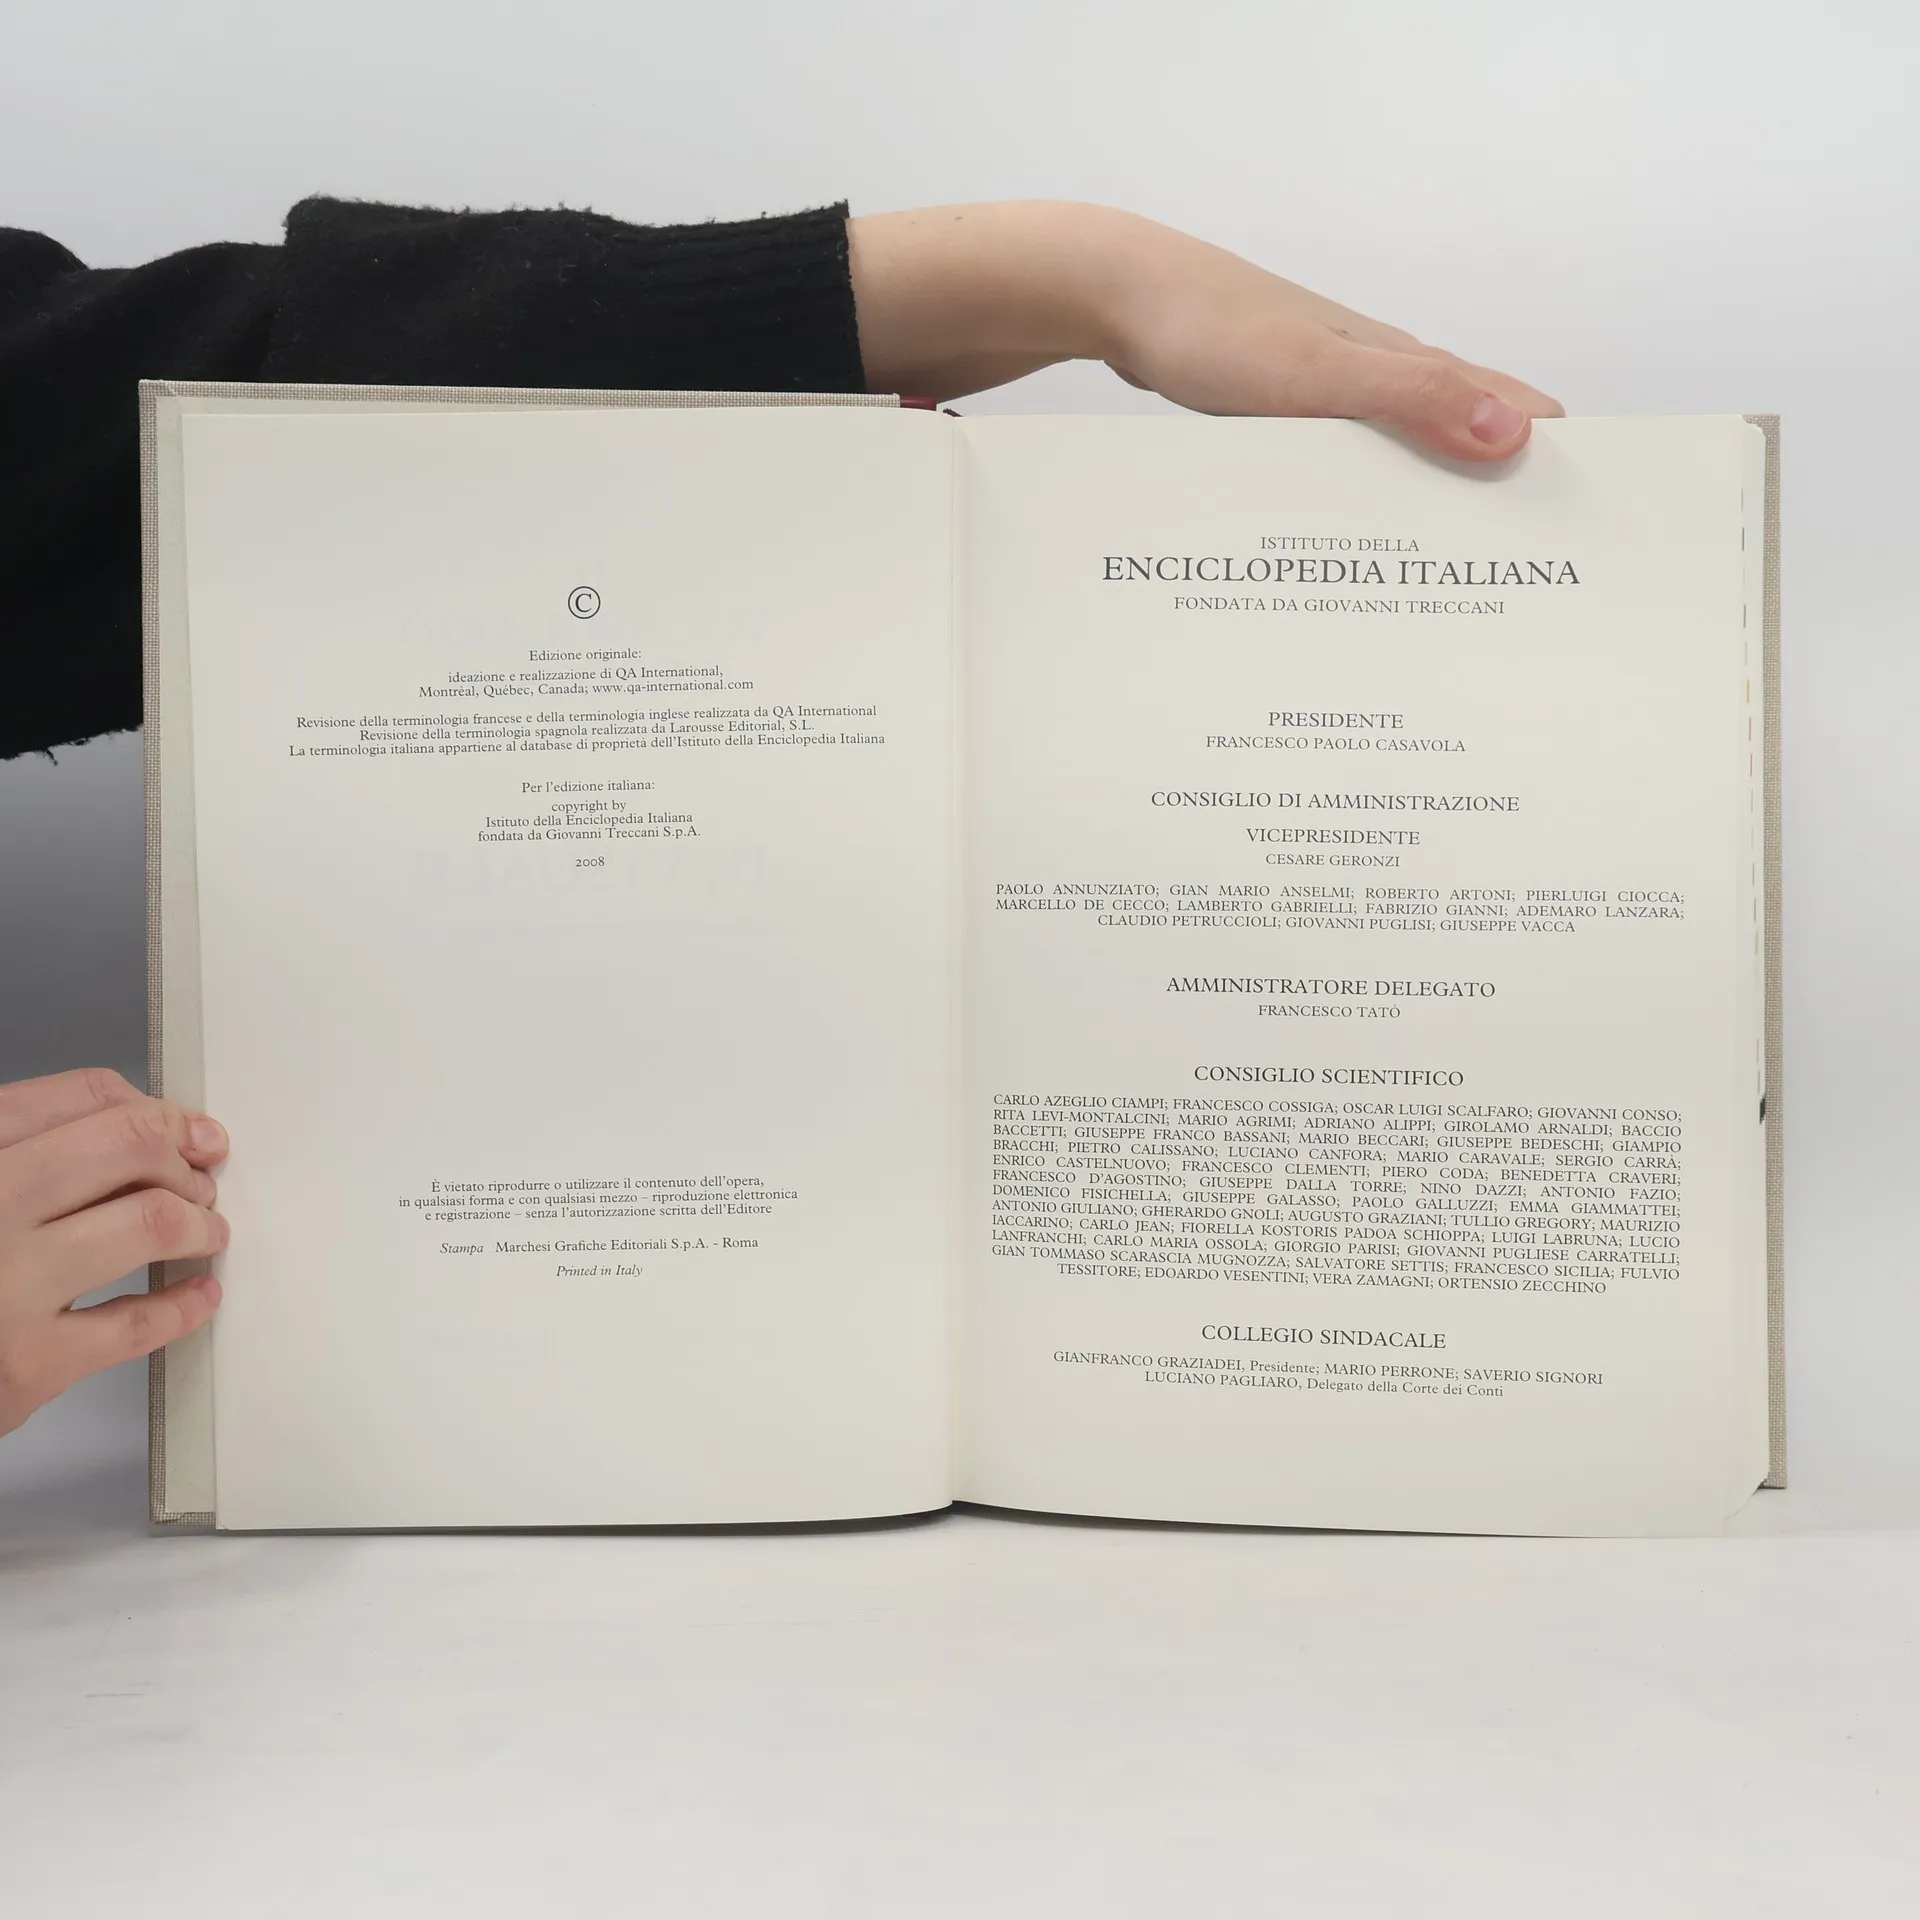 ©
Edizione originale:
ideazione e realizzazione di QA International,
Montréal, Québec, Canada; www.qa-international.com
Revisione della terminologia francese e della terminologia inglese realizzata da QA International
Revisione della terminologia spagnola realizzata da Larousse Editorial, S.L.
La terminologia italiana appartiene al database di proprietà dell'Istituto della Enciclopedia Italiana
Per l'edizione italiana:
copyright by
Istituto della Enciclopedia Italiana
fondata da Giovanni Treccani S.p.A.
2008
È vietato riprodurre o utilizzare il contenuto dell'opera,
in qualsiasi forma e con qualsiasi mezzo – riproduzione elettronica
e registrazione – senza l'autorizzazione scritta dell'Editore
Stampa Marchesi Grafiche Editoriali S.p.A. - Roma
Printed in Italy
ISTITUTO DELLA
ENCICLOPEDIA ITALIANA
FONDATA DA GIOVANNI TRECCANI
PRESIDENTE
FRANCESCO PAOLO CASAVOLA
CONSIGLIO DI AMMINISTRAZIONE
VICEPRESIDENTE
CESARE GERONZI
PAOLO ANNUNZIATO; GIAN MARIO ANSELMI; ROBERTO ARTONI; PIERLUIGI CIOCCA;
MARCELLO DE CECCO; LAMBERTO GABRIELLI; FABRIZIO GIANNI; ADEMARO LANZARA;
CLAUDIO PETRUCCIOLI; GIOVANNI PUGLISI; GIUSEPPE VACCA
AMMINISTRATORE DELEGATO
FRANCESCO TATÒ
CONSIGLIO SCIENTIFICO
CARLO AZEGLIO CIAMPI; FRANCESCO COSSIGA; OSCAR LUIGI SCALFARO; GIOVANNI CONSO;
RITA LEVI-MONTALCINI; MARIO AGRIMI; ADRIANO ALIPPI; GIROLAMO ARNALDI; BACCIO
BACCETTI; GIUSEPPE FRANCO BASSANI; MARIO BECCARI; GIUSEPPE BEDESCHI; GIAMPIO
BRACCHI; PIETRO CALISSANO; LUCIANO CANFORA; MARIO CARAVALE; SERGIO CARRÀ;
ENRICO CASTELNUOVO; FRANCESCO CLEMENTI; PIERO CODA; BENEDETTA CRAVERI;
FRANCESCO D'AGOSTINO; GIUSEPPE DALLA TORRE; NINO DAZZI; ANTONIO FAZIO;
DOMENICO FISICHELLA; GIUSEPPE GALASSO; PAOLO GALLUZZI; EMMA GIAMMATTEI;
ANTONIO GIULIANO; GHERARDO GNOLI; AUGUSTO GRAZIANI; TULLIO GREGORY; MAURIZIO
IACCARINO; CARLO JEAN; FIORELLA KOSTORIS PADOA SCHIOPPA; LUIGI LABRUNA; LUCIO
LANFRANCHI; CARLO MARIA OSSOLA; GIORGIO PARISI; GIOVANNI PUGLIESE CARRATELLI;
GIAN TOMMASO SCARASCIA MUGNOZZA; SALVATORE SETTIS; FRANCESCO SICILIA; FULVIO
TESSITORE; EDOARDO VESENTINI; VERA ZAMAGNI; ORTENSIO ZECCHINO
COLLEGIO SINDACALE
GIANFRANCO GRAZIADEI, Presidente; MARIO PERRONE; SAVERIO SIGNORI
LUCIANO PAGLIARO, Delegato della Corte dei Conti